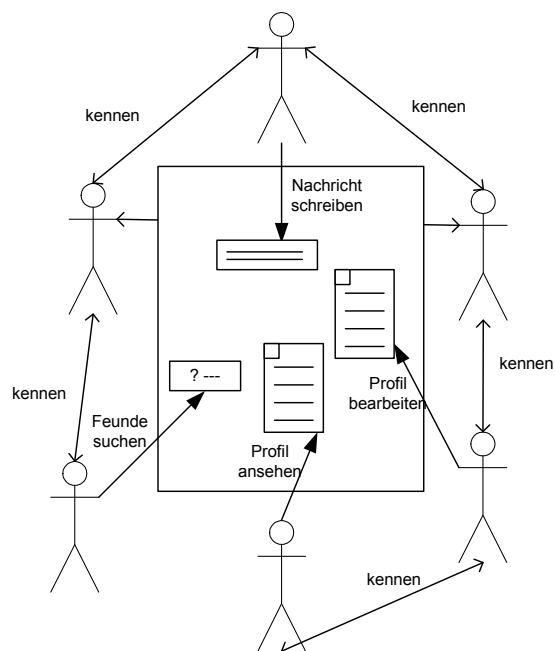 kennen
kennen
Nachricht
schreiben
? ---
kennen
Feunde
suchen
Profil
ansehen
Profil
bearbeiten
kennen
kennen